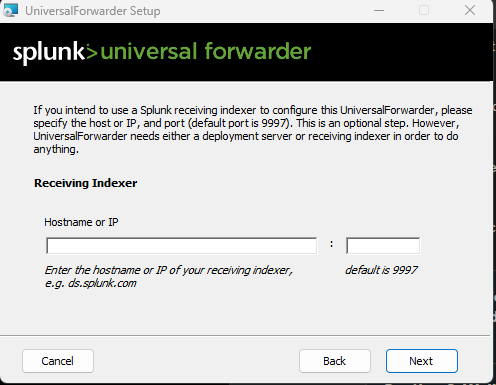 UniversalForwarder Setup
splunk>universal forwarder
If you intend to use a Splunk receiving indexer to configure this UniversalForwarder, please
specify the host or IP, and port (default port is 9997). This is an optional step. However,
UniversalForwarder needs either a deployment server or receiving indexer in order to do
anything.
Receiving Indexer
Hostname or IP
:
Enter the hostname or IP of your receiving indexer, default is 9997
e.g. ds.splunk.com
Cancel Back Next